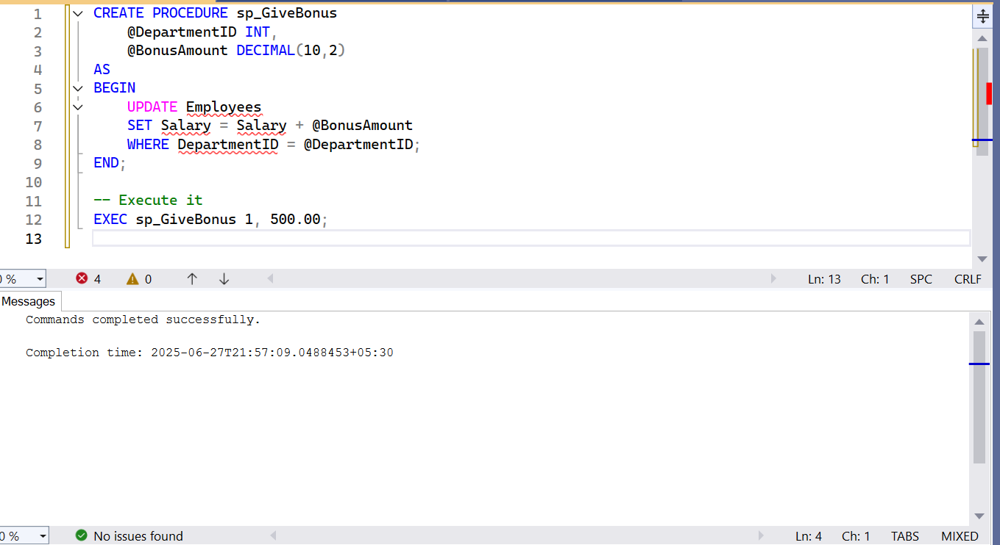 1 CREATE PROCEDURE sp_GiveBonus
2 @DepartmentID INT,
3 @BonusAmount DECIMAL(10,2)
4 AS
5 BEGIN
6 UPDATE Employees
7 SET Salary = Salary + @BonusAmount
8 WHERE DepartmentID = @DepartmentID;
9 END;
10
11 -- Execute it
12 EXEC sp_GiveBonus 1, 500.00;
13
0 % 4 0 Ln: 13 Ch: 1 SPC CRLF
Messages
Commands completed successfully.
Completion time: 2025-06-27T21:57:09.0488453+05:30
0 % No issues found Ln: 4 Ch: 1 TABS MIXED